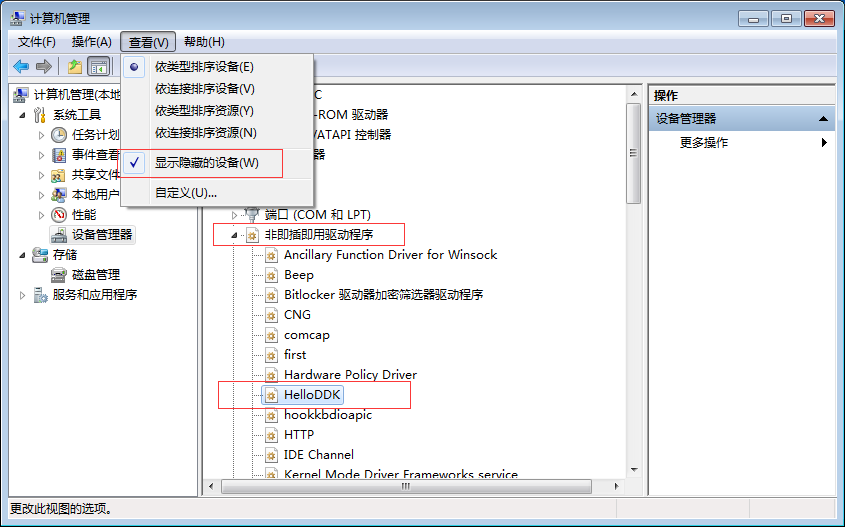 计算机管理
文件(F) 操作(A) 查看(V) 帮助(H)
依类型排序设备(E)
依连接排序设备(V)
依类型排序资源(Y)
依连接排序资源(N)
显示隐藏的设备(W)
自定义(U)...
计算机管理(本地
系统工具
任务计划
事件查看
共享文件
本地用户
性能
设备管理器
存储
磁盘管理
服务和应用程序
C
-ROM 驱动器
/ATAPI 控制器
器
端口 (COM 和 LPT)
非即插即用驱动程序
Ancillary Function Driver for Winsock
Beep
Bitlocker 驱动器加密筛选器驱动程序
CNG
comcap
first
Hardware Policy Driver
HelloDDK
hookkbdioapic
HTTP
IDE Channel
Kernel Mode Driver Frameworks service
操作
设备管理器
更多操作
更改此视图的选项。